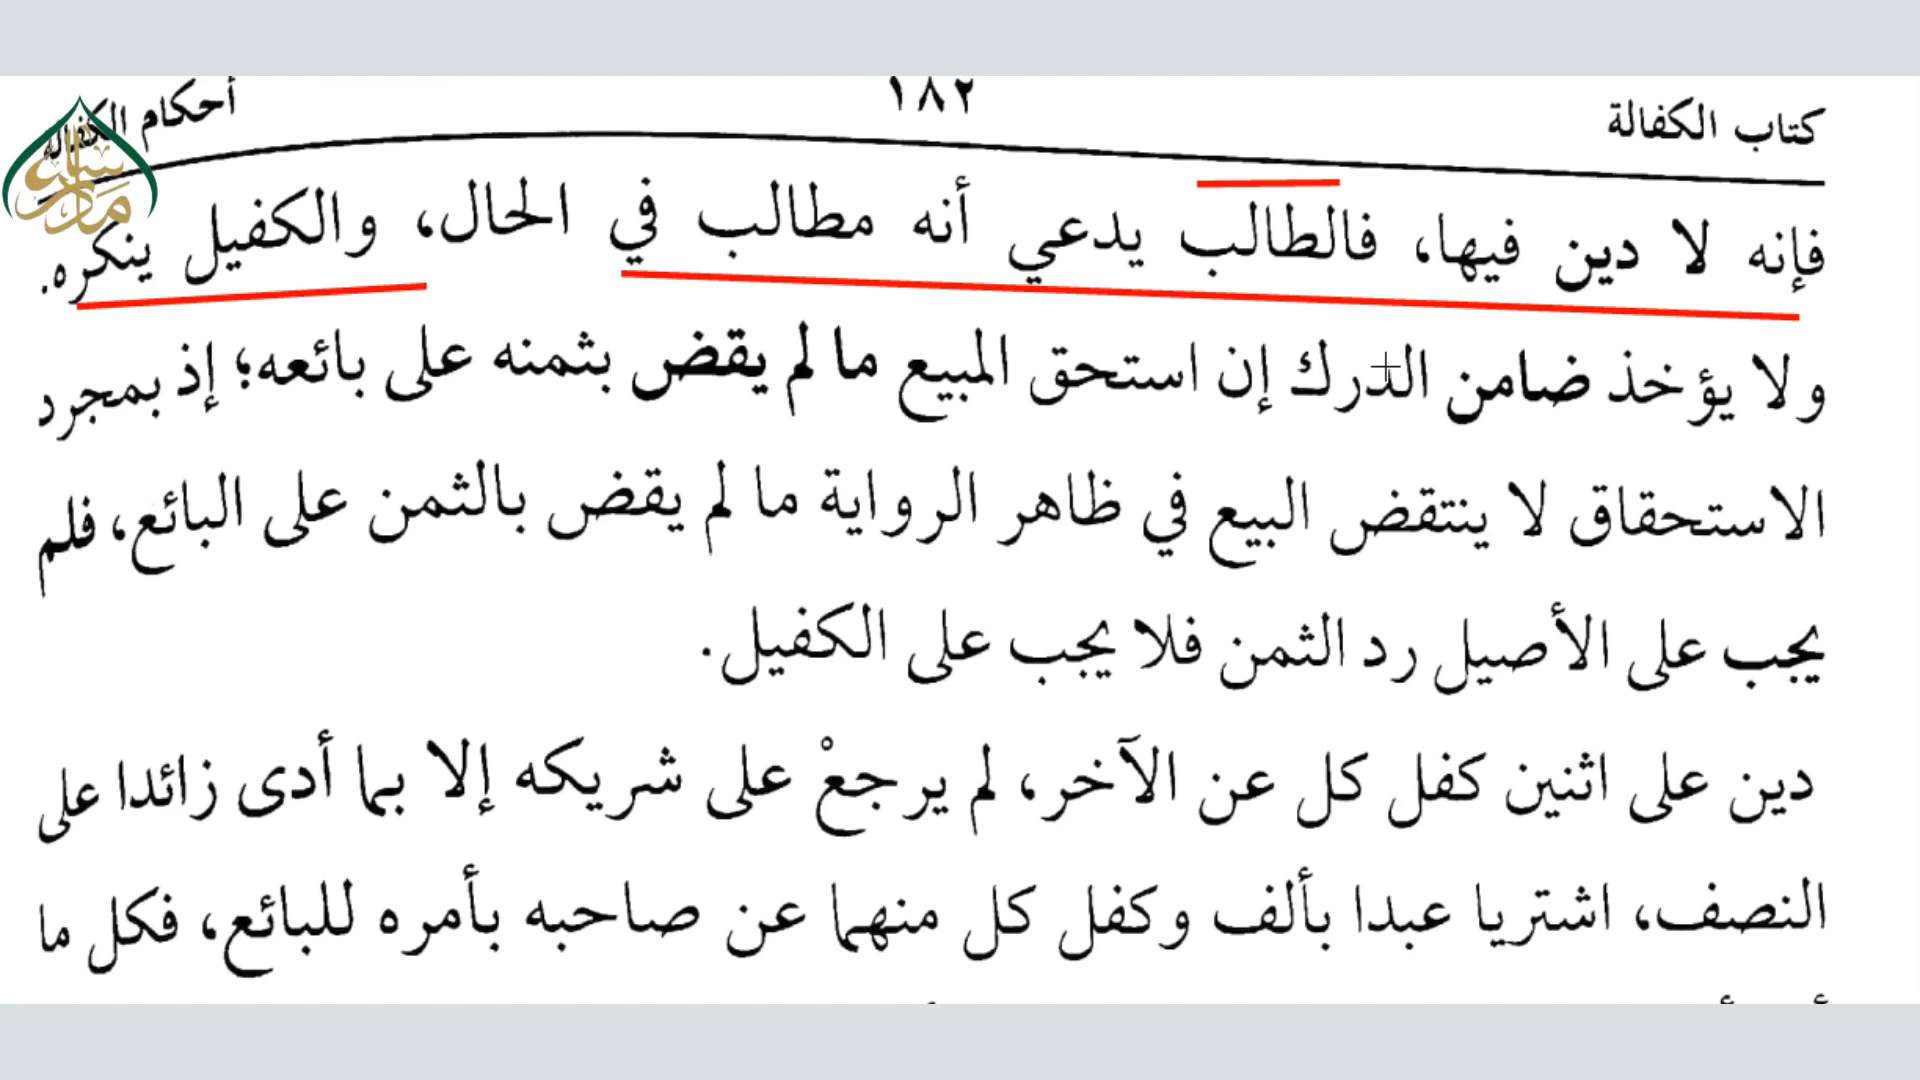 كتاب الكفالة ١٨٢ أحكام الكفالة
فإنه لا دين فيها، فالطالب يدعي أنه مطالب في الحال، والكفيل ينكره.
ولا يؤخذ ضامن الدرك إن استحق المبيع ما لم يقض بثمنه على بائعه؛ إذ بمجرد
الاستحقاق لا ينتقض البيع في ظاهر الرواية ما لم يقض بالثمن على البائع، فلم
يجب على الأصيل رد الثمن فلا يجب على الكفيل.
دين على اثنين كفل كل عن الآخر، لم يرجعْ على شريكه إلا بما أدى زائدا على
النصف، اشتريا عبدا بألف وكفل كل منهما عن صاحبه بأمره للبائع، فكل ما